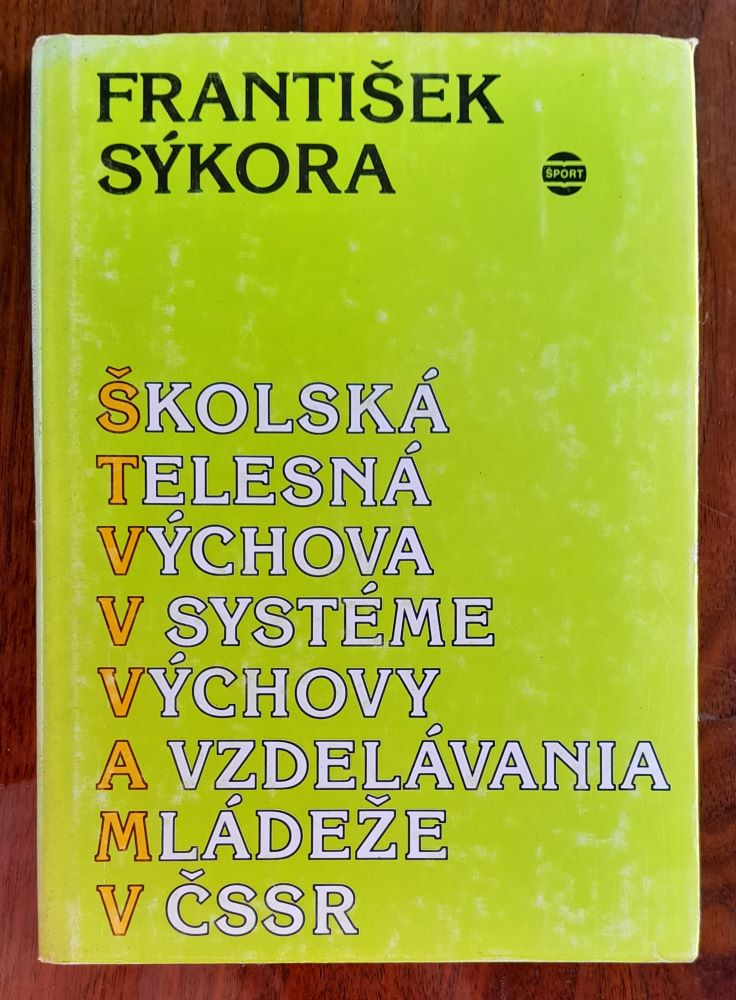 FRANTIŠEK
SÝKORA
ŠPORT
ŠKOLSKÁ
TELESNÁ
VÝCHOVA
V SYSTÉME
VÝCHOVY
A VZDELÁVANIA
MLÁDEŽE
V ČSSR